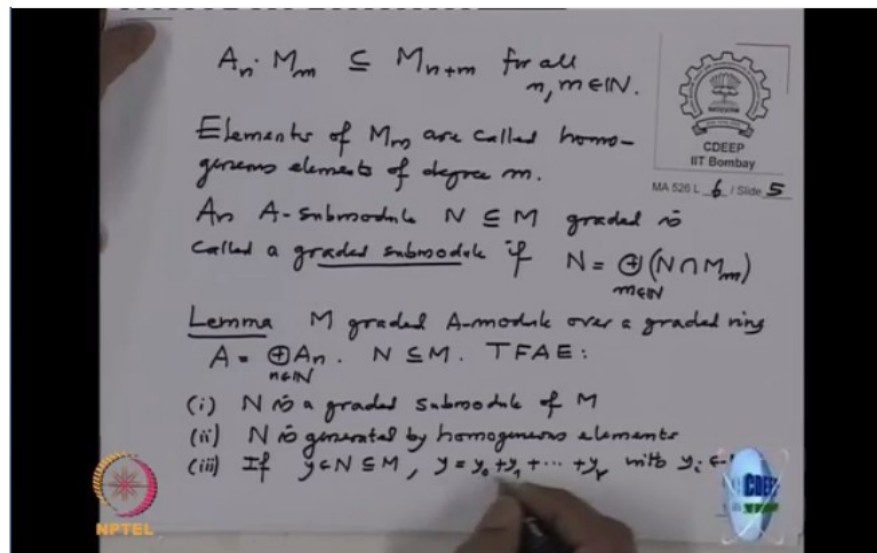 Aₙ · Mₘ ⊆ Mₙ₊ₘ for all
n, m ∈ ℕ.
Elements of Mₘ are called homo-
geneous elements of degree m.
An A-submodule N ⊆ M graded is
called a graded submodule if N = ⊕ (N ∩ Mₘ)
m∈ℕ
Lemma M graded A-module over a graded ring
A = ⊕ Aₙ. N ⊆ M. TFAE:
n∈ℕ
(i) N is a graded submodule of M
(ii) N is generated by homogeneous elements
(iii) If y ∈ N ⊆ M, y = y₀ + y₁ + ··· + yᵣ with yᵢ ∈
CDEEP
IIT Bombay
MA 526 L 6 / Slide 5
NPTEL
CDEEP